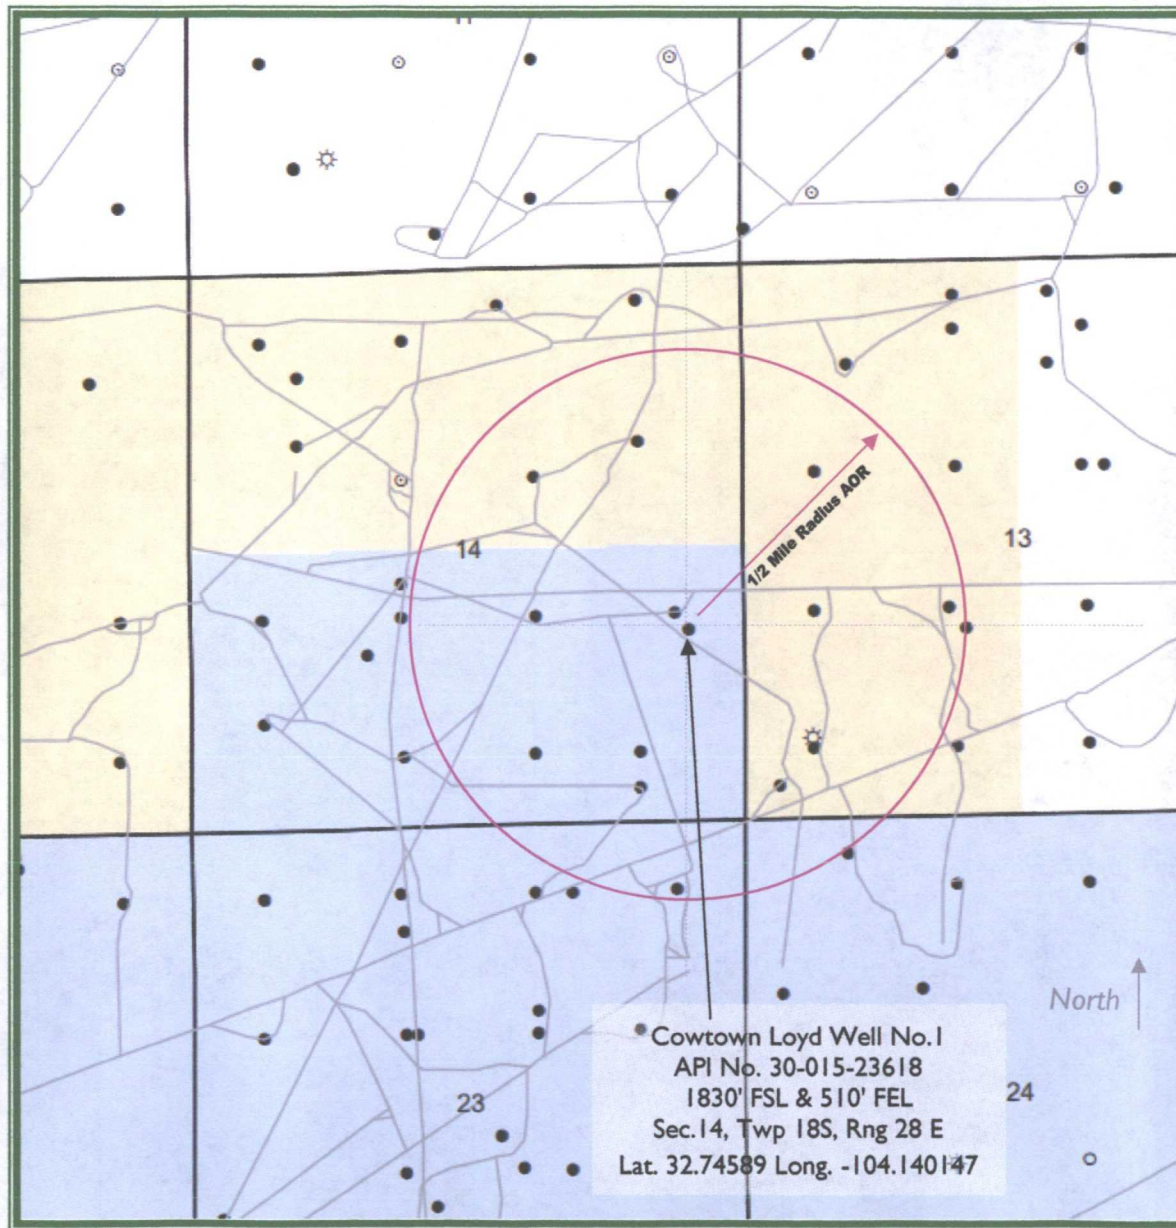 14
13
1/2 Mile Radius AOR
North
Cowtown Loyd Well No.1
API No. 30-015-23618
1830' FSL & 510' FEL
Sec.14, Twp 18S, Rng 28 E
Lat. 32.74589 Long. -104.140147
23
24